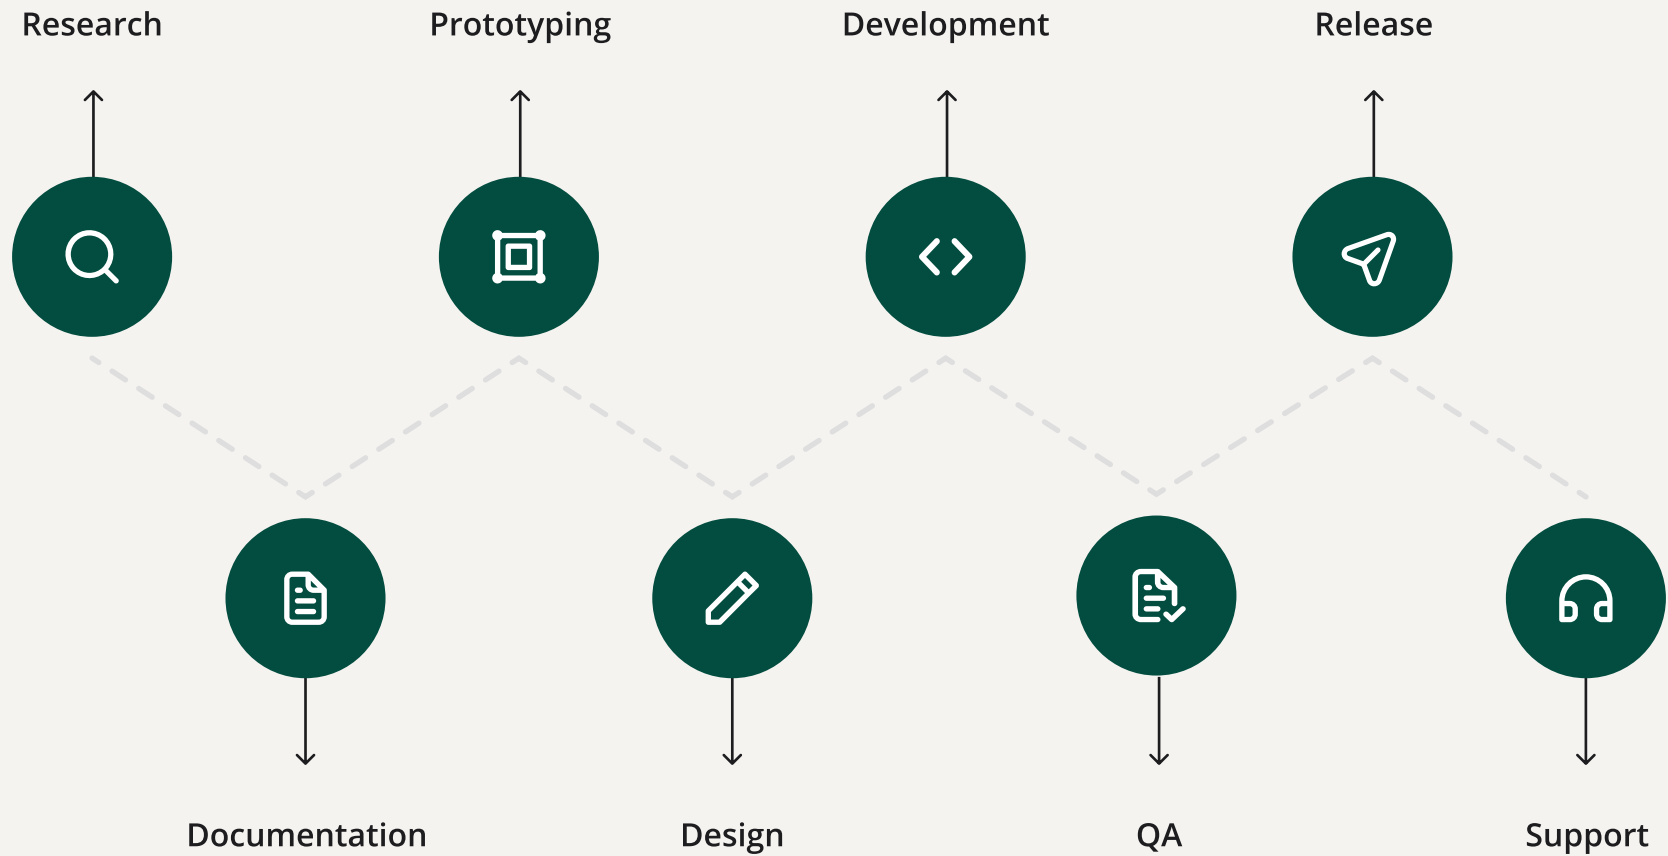 Research
Prototyping
Development
Release
Documentation
Design
QA
Support